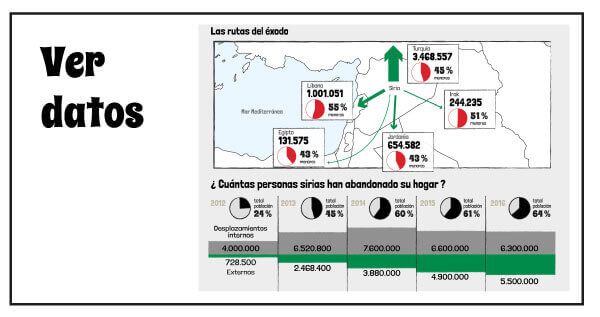 Ver
datos
Las rutas del éxodo
Turquía
3.468.557
45 %
menores
Líbano
1.001.051
55 %
menores
Siria
Irak
244.235
51 %
menores
Mar Mediterráneo
Egipto
131.575
43 %
menores
Jordania
654.582
43 %
menores
¿ Cuántas personas sirias han abandonado su hogar ?
2012 total población 24 %
2013 total población 45 %
2014 total población 60 %
2015 total población 61 %
2016 total población 64 %
Desplazamientos
internos
4.000.000 6.520.800 7.600.000 6.600.000 6.300.000
728.500 2.468.400 3.880.000 4.900.000 5.500.000
Externos